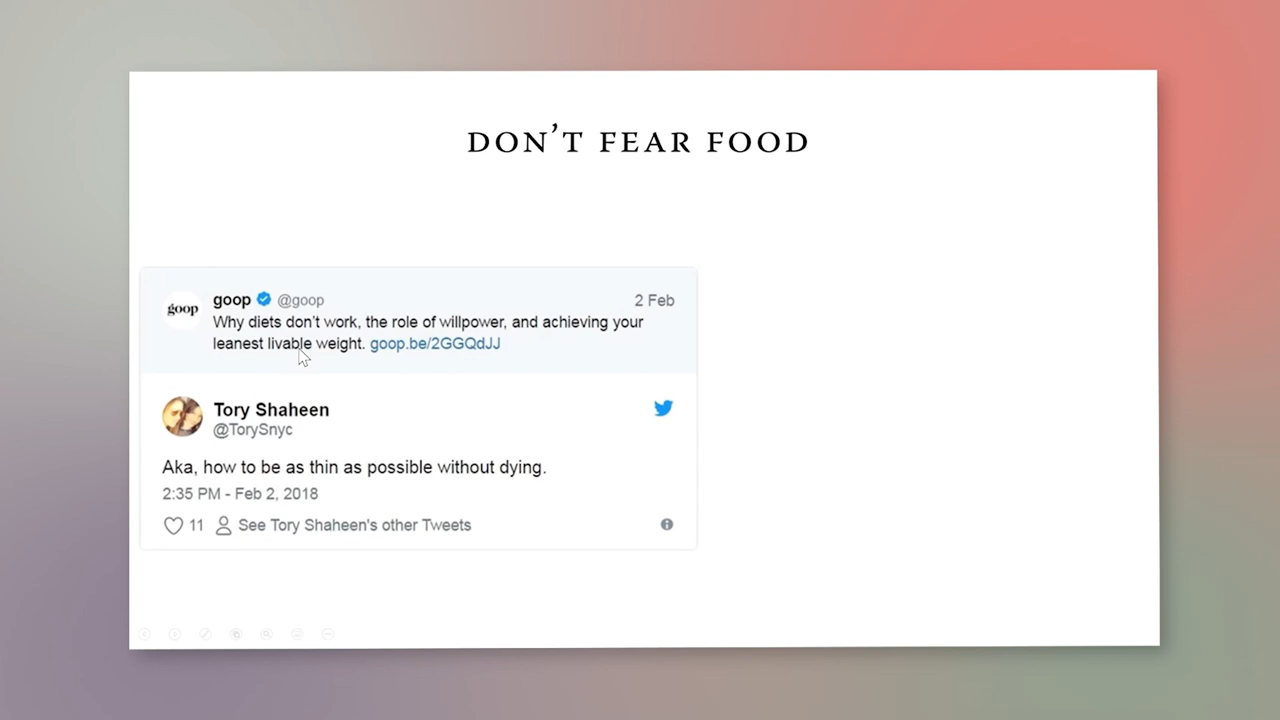 DON'T FEAR FOOD
goop @goop 2 Feb
goop
Why diets don't work, the role of willpower, and achieving your
leanest livable weight. goop.be/2GGQdJJ
Tory Shaheen
@TorySnyc
Aka, how to be as thin as possible without dying.
2:35 PM - Feb 2, 2018
11 See Tory Shaheen's other Tweets